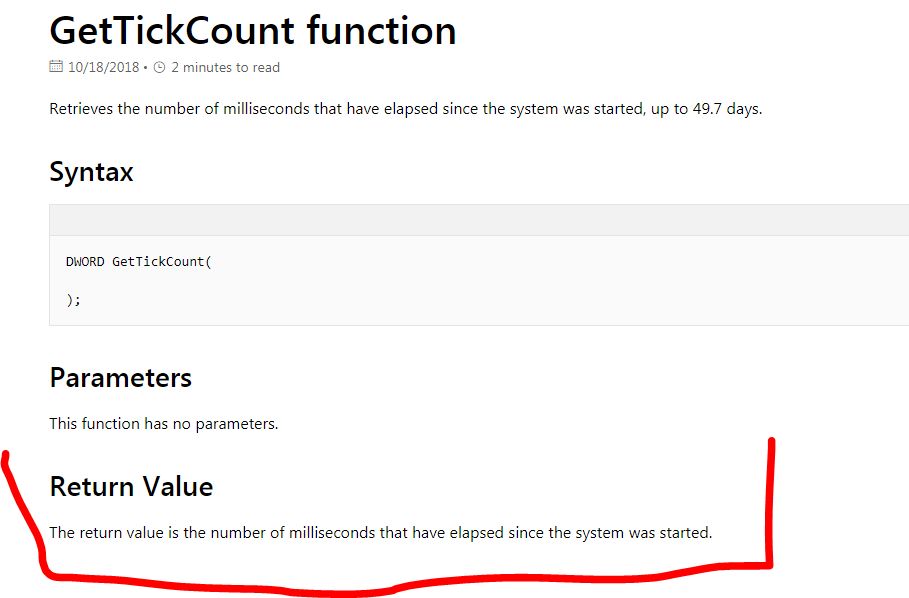 GetTickCount function
10/18/2018 • 2 minutes to read
Retrieves the number of milliseconds that have elapsed since the system was started, up to 49.7 days.
Syntax
DWORD GetTickCount(
);
Parameters
This function has no parameters.
Return Value
The return value is the number of milliseconds that have elapsed since the system was started.